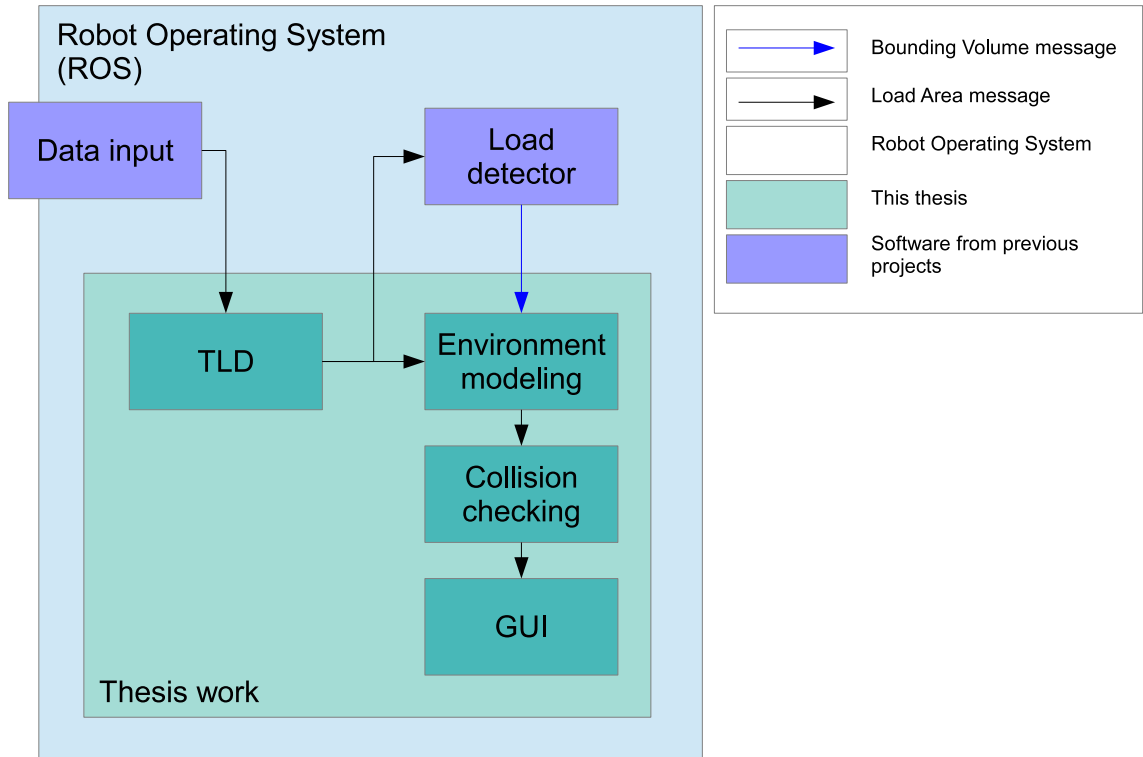 Robot Operating System
(ROS)
Data input
Load
detector
TLD
Environment
modeling
Collision
checking
GUI
Thesis work
Bounding Volume message
Load Area message
Robot Operating System
This thesis
Software from previous
projects